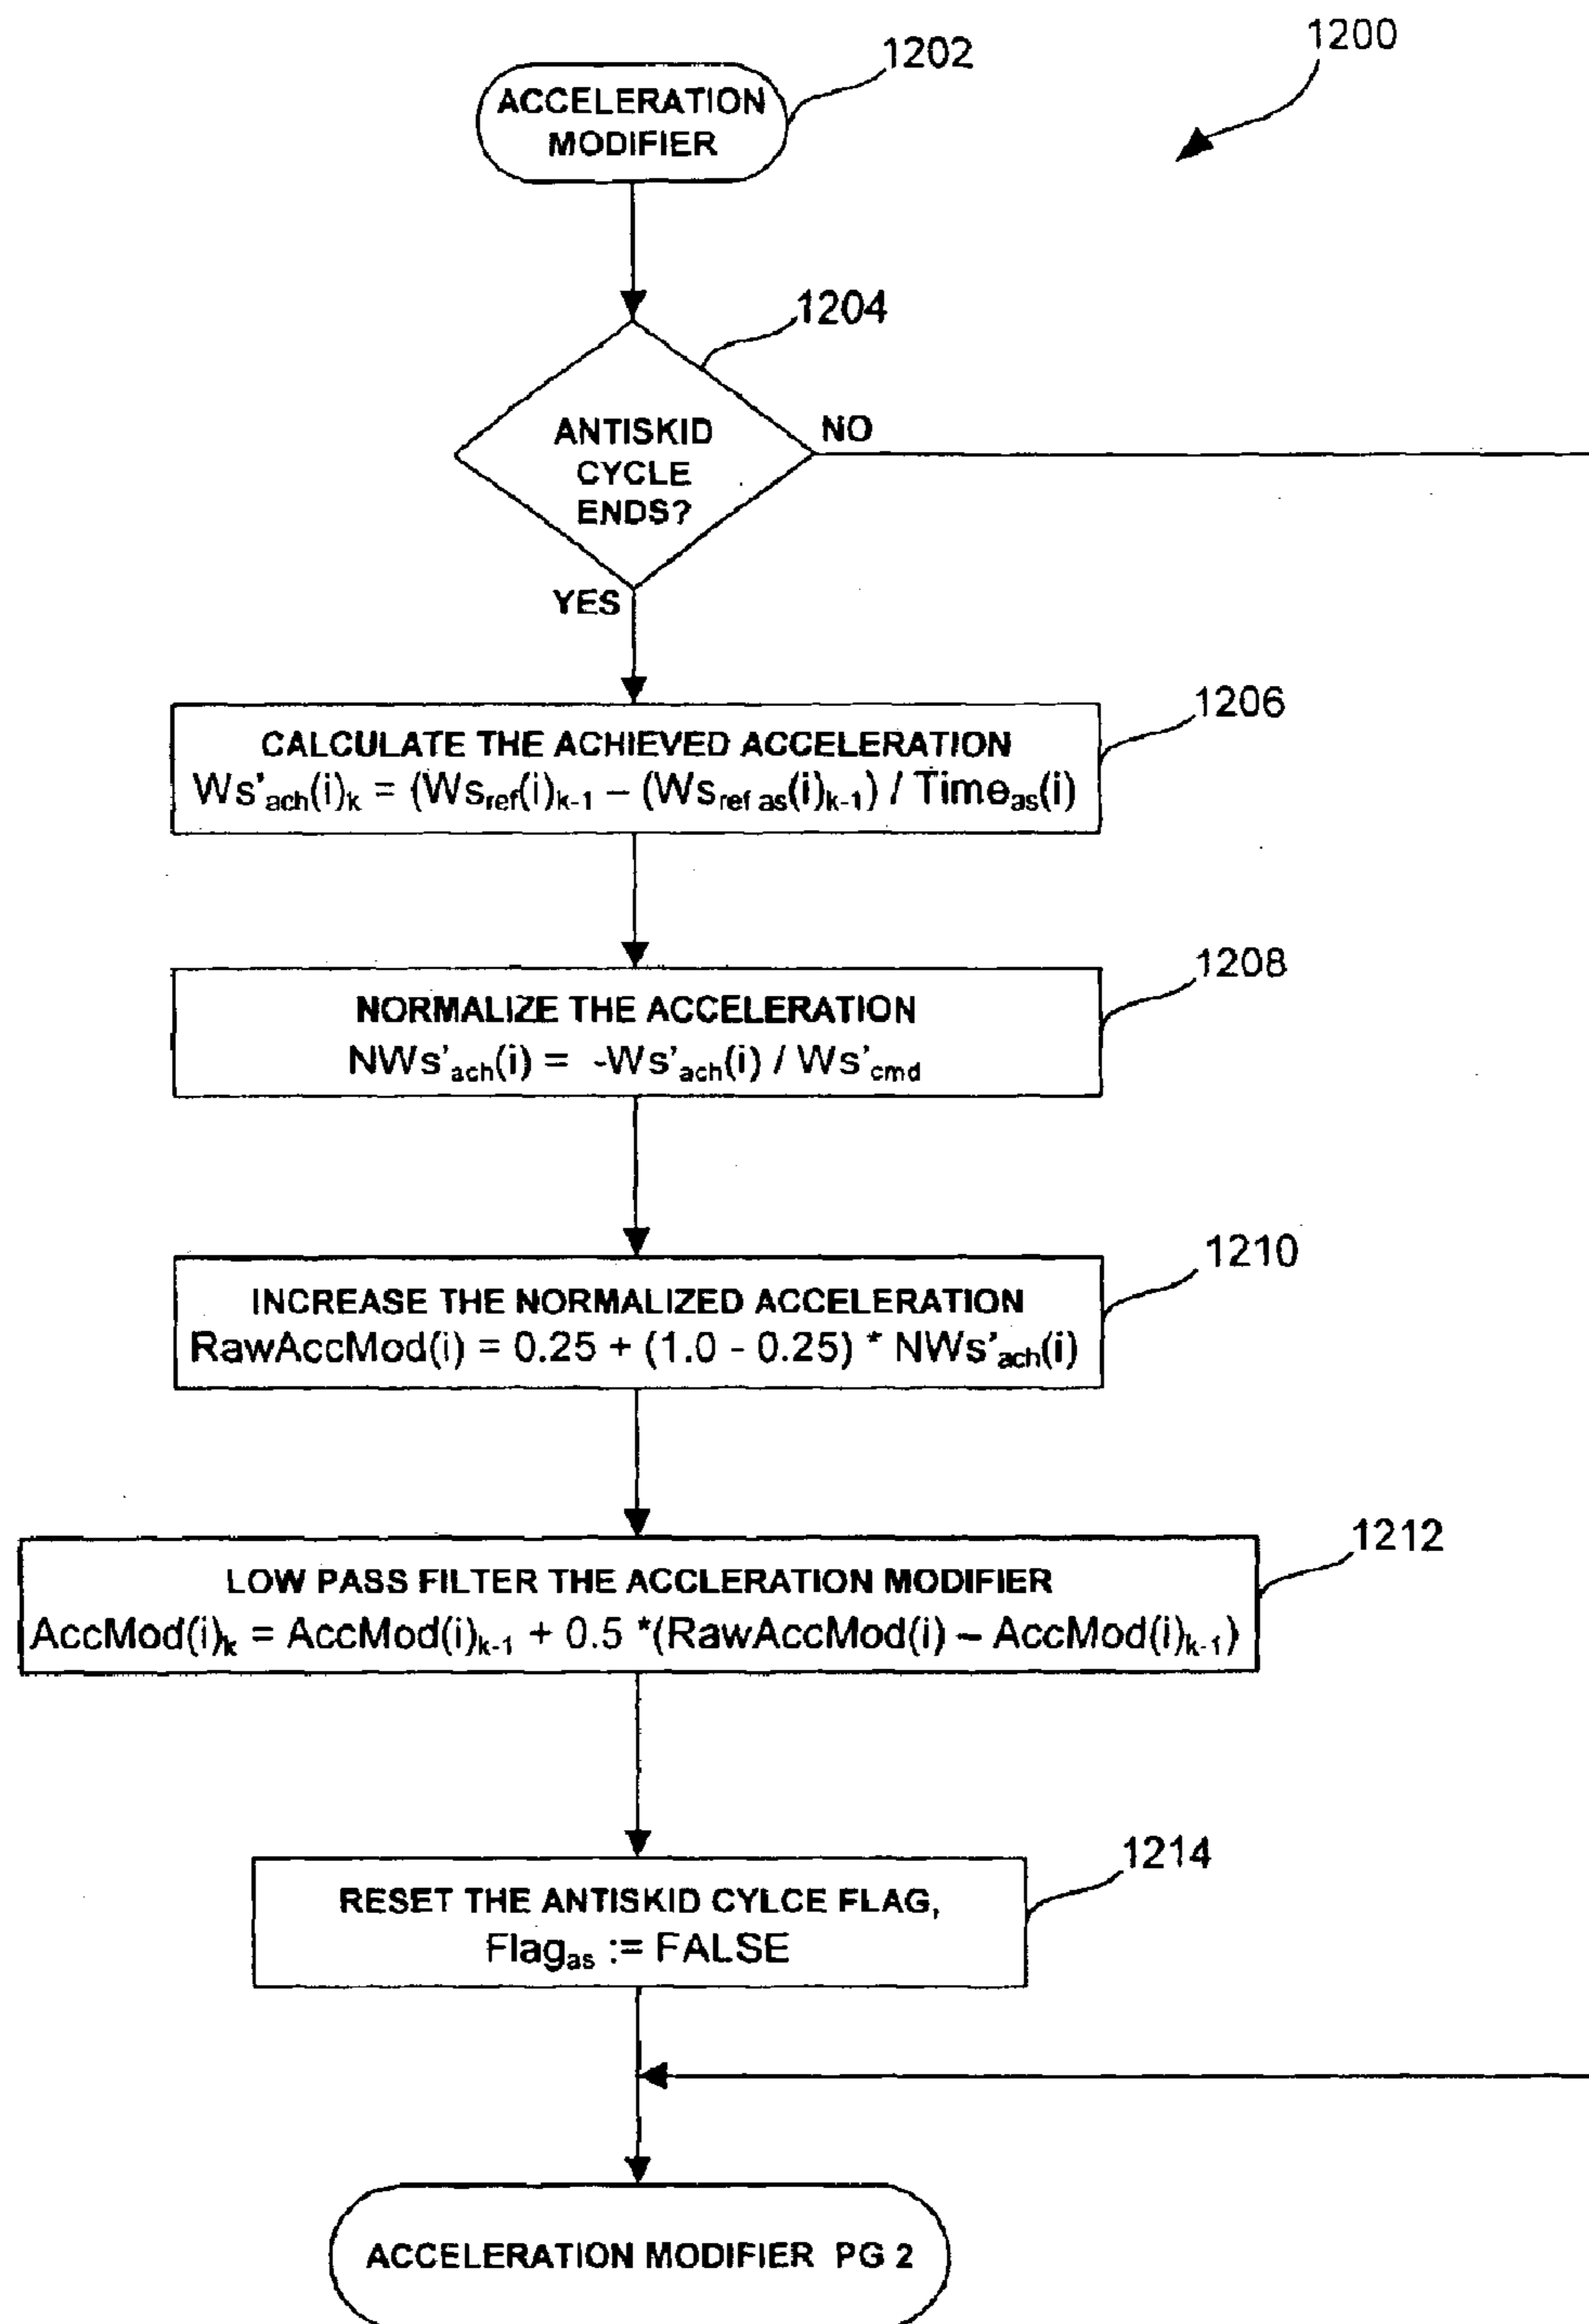 1200
1202
ACCELERATION
MODIFIER
1204
ANTISKID
CYCLE
ENDS?
NO
YES
1206
CALCULATE THE ACHIEVED ACCELERATION
Ws'ach(i)k = (Wsref(i)k-1 – (Wsref as(i)k-1) / Timeas(i)
1208
NORMALIZE THE ACCELERATION
NWs'ach(i) = -Ws'ach(i) / Ws'cmd
1210
INCREASE THE NORMALIZED ACCELERATION
RawAccMod(i) = 0.25 + (1.0 - 0.25) * NWs'ach(i)
1212
LOW PASS FILTER THE ACCLERATION MODIFIER
AccMod(i)k = AccMod(i)k-1 + 0.5 *(RawAccMod(i) – AccMod(i)k-1)
1214
RESET THE ANTISKID CYLCE FLAG,
Flagas := FALSE
ACCELERATION MODIFIER PG 2